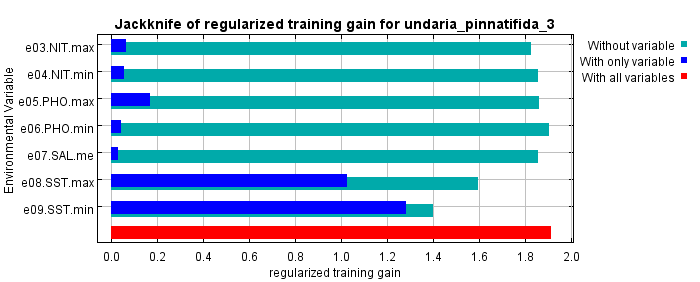 Jackknife of regularized training gain for undaria_pinnatifida_3
Environmental Variable
e03.NIT.max
e04.NIT.min
e05.PHO.max
e06.PHO.min
e07.SAL.me
e08.SST.max
e09.SST.min
0.0 0.2 0.4 0.6 0.8 1.0 1.2 1.4 1.6 1.8 2.0
regularized training gain
Without variable
With only variable
With all variables